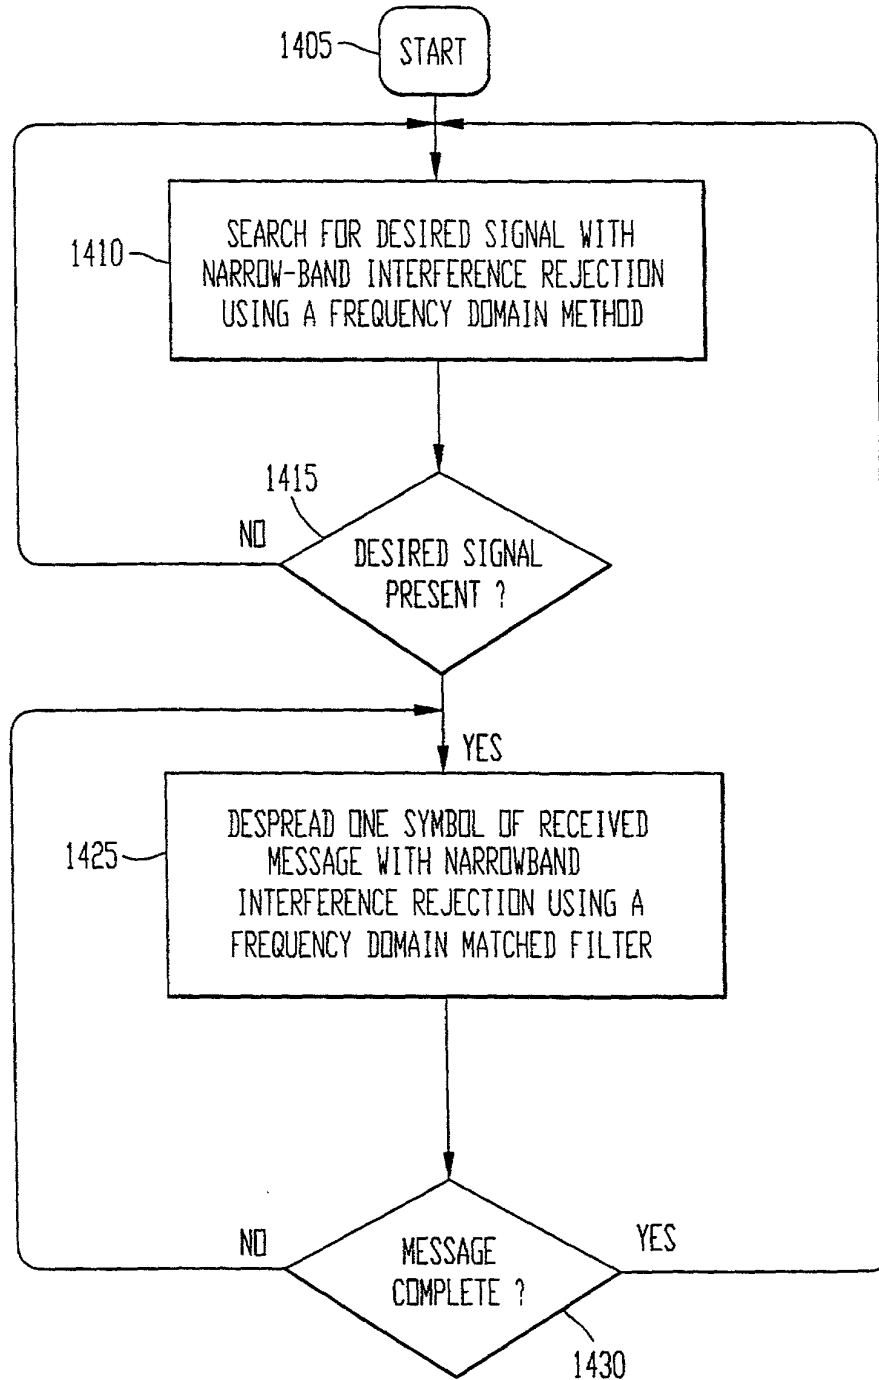 1405
START
1410
SEARCH FOR DESIRED SIGNAL WITH
NARROW-BAND INTERFERENCE REJECTION
USING A FREQUENCY DOMAIN METHOD
1415
NO
DESIRED SIGNAL
PRESENT ?
YES
1425
DESPREAD ONE SYMBOL OF RECEIVED
MESSAGE WITH NARROWBAND
INTERFERENCE REJECTION USING A
FREQUENCY DOMAIN MATCHED FILTER
NO
MESSAGE
COMPLETE ?
YES
1430